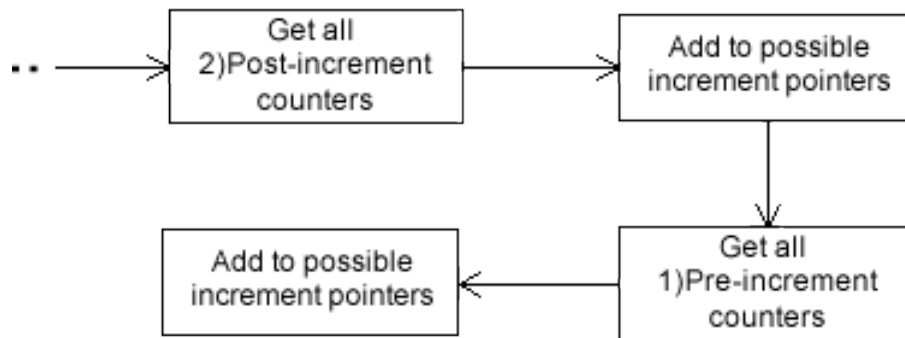 Get all
2)Post-increment
counters
Add to possible
increment pointers
Get all
1)Pre-increment
counters
Add to possible
increment pointers